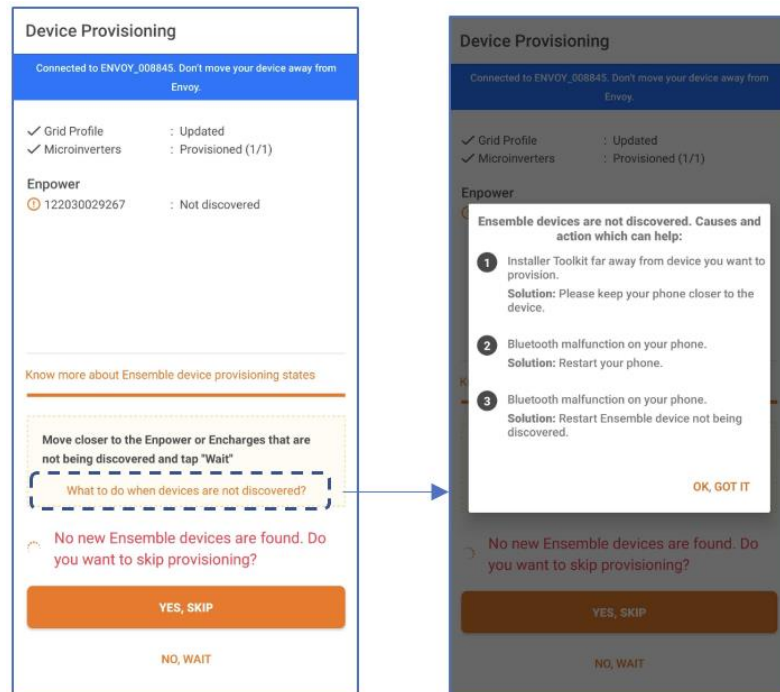 Device Provisioning
Connected to ENVOY_008845. Don't move your device away from
Envoy.
Grid Profile : Updated
Microinverters : Provisioned (1/1)
Enpower
122030029267 : Not discovered
Know more about Ensemble device provisioning states
Move closer to the Enpower or Encharges that are
not being discovered and tap "Wait"
What to do when devices are not discovered?
No new Ensemble devices are found. Do
you want to skip provisioning?
YES, SKIP
NO, WAIT
Device Provisioning
Connected to ENVOY_008845. Don't move your device away from
Envoy.
Grid Profile : Updated
Microinverters : Provisioned (1/1)
Enpower
Ensemble devices are not discovered. Causes and
action which can help:
1 Installer Toolkit far away from device you want to
provision.
Solution: Please keep your phone closer to the
device.
2 Bluetooth malfunction on your phone.
Solution: Restart your phone.
3 Bluetooth malfunction on your phone.
Solution: Restart Ensemble device not being
discovered.
OK, GOT IT
No new Ensemble devices are found. Do
you want to skip provisioning?
YES, SKIP
NO, WAIT